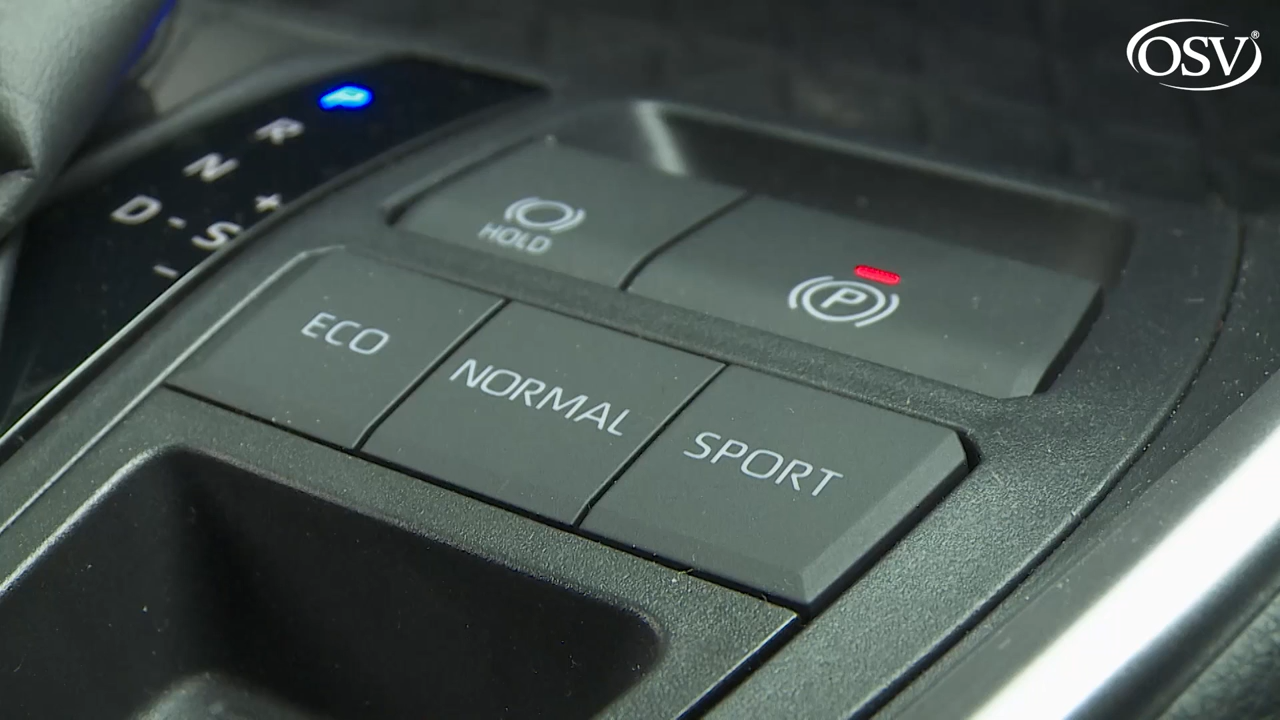 OSV®
P
R
N +
D - S
-
HOLD
P
ECO NORMAL SPORT